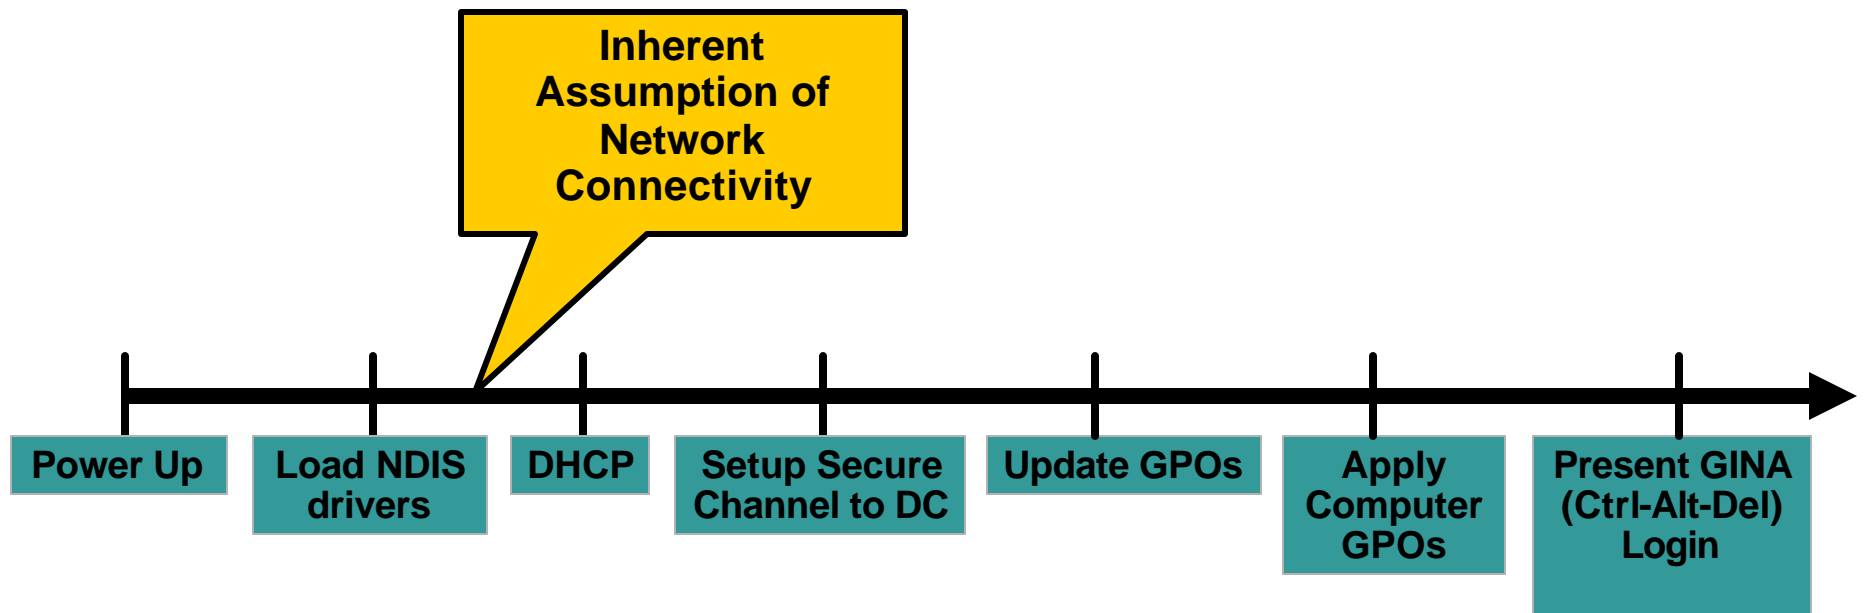 Inherent
Assumption of
Network
Connectivity
Power Up
Load NDIS
drivers
DHCP
Setup Secure
Channel to DC
Update GPOs
Apply
Computer
GPOs
Present GINA
(Ctrl-Alt-Del)
Login